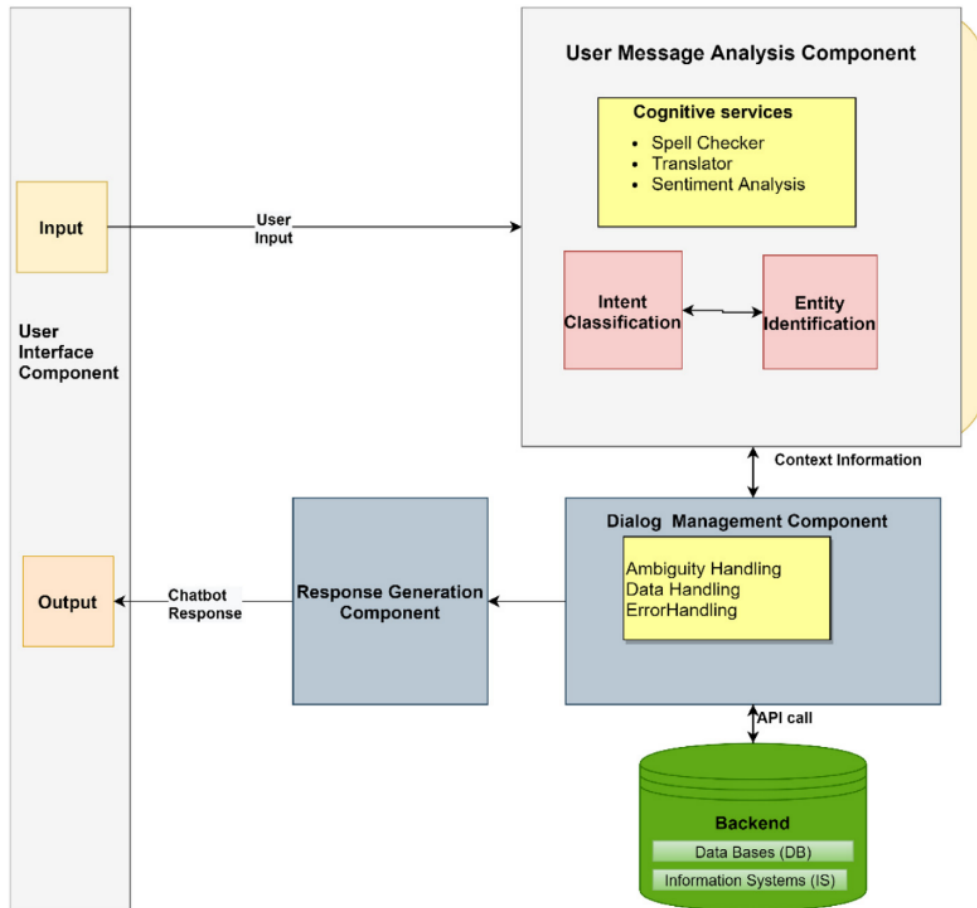 User Message Analysis Component
Cognitive services
• Spell Checker
• Translator
• Sentiment Analysis
Input
User
Input
Intent
Classification
Entity
Identification
User
Interface
Component
Context Information
Dialog Management Component
Ambiguity Handling
Data Handling
ErrorHandling
Response Generation
Component
Chatbot
Response
Output
API call
Backend
Data Bases (DB)
Information Systems (IS)